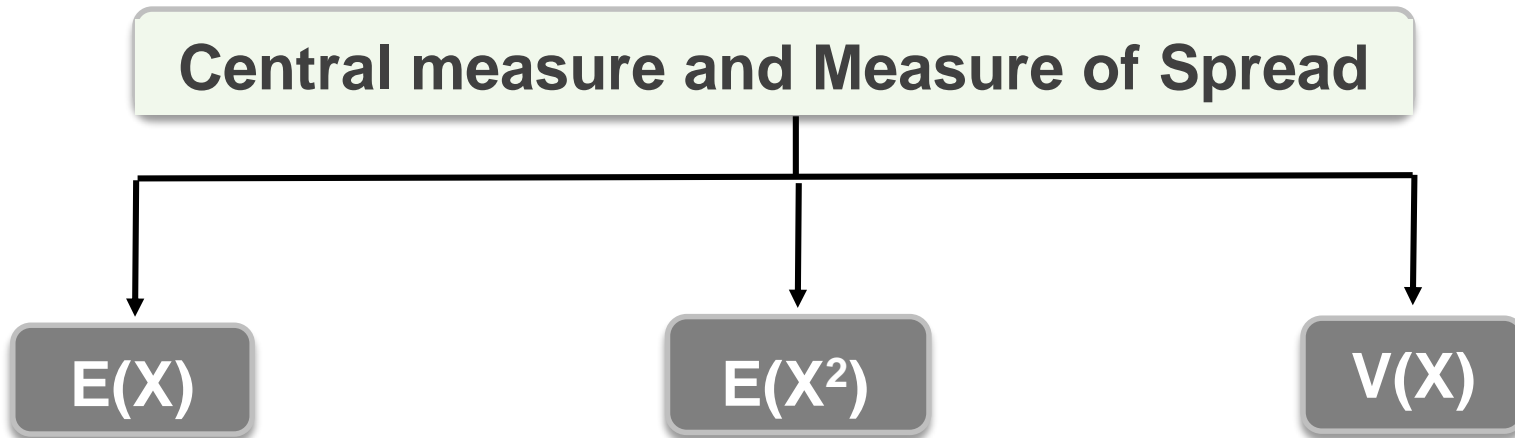 Central measure and Measure of Spread
E(X)
E(X²)
V(X)